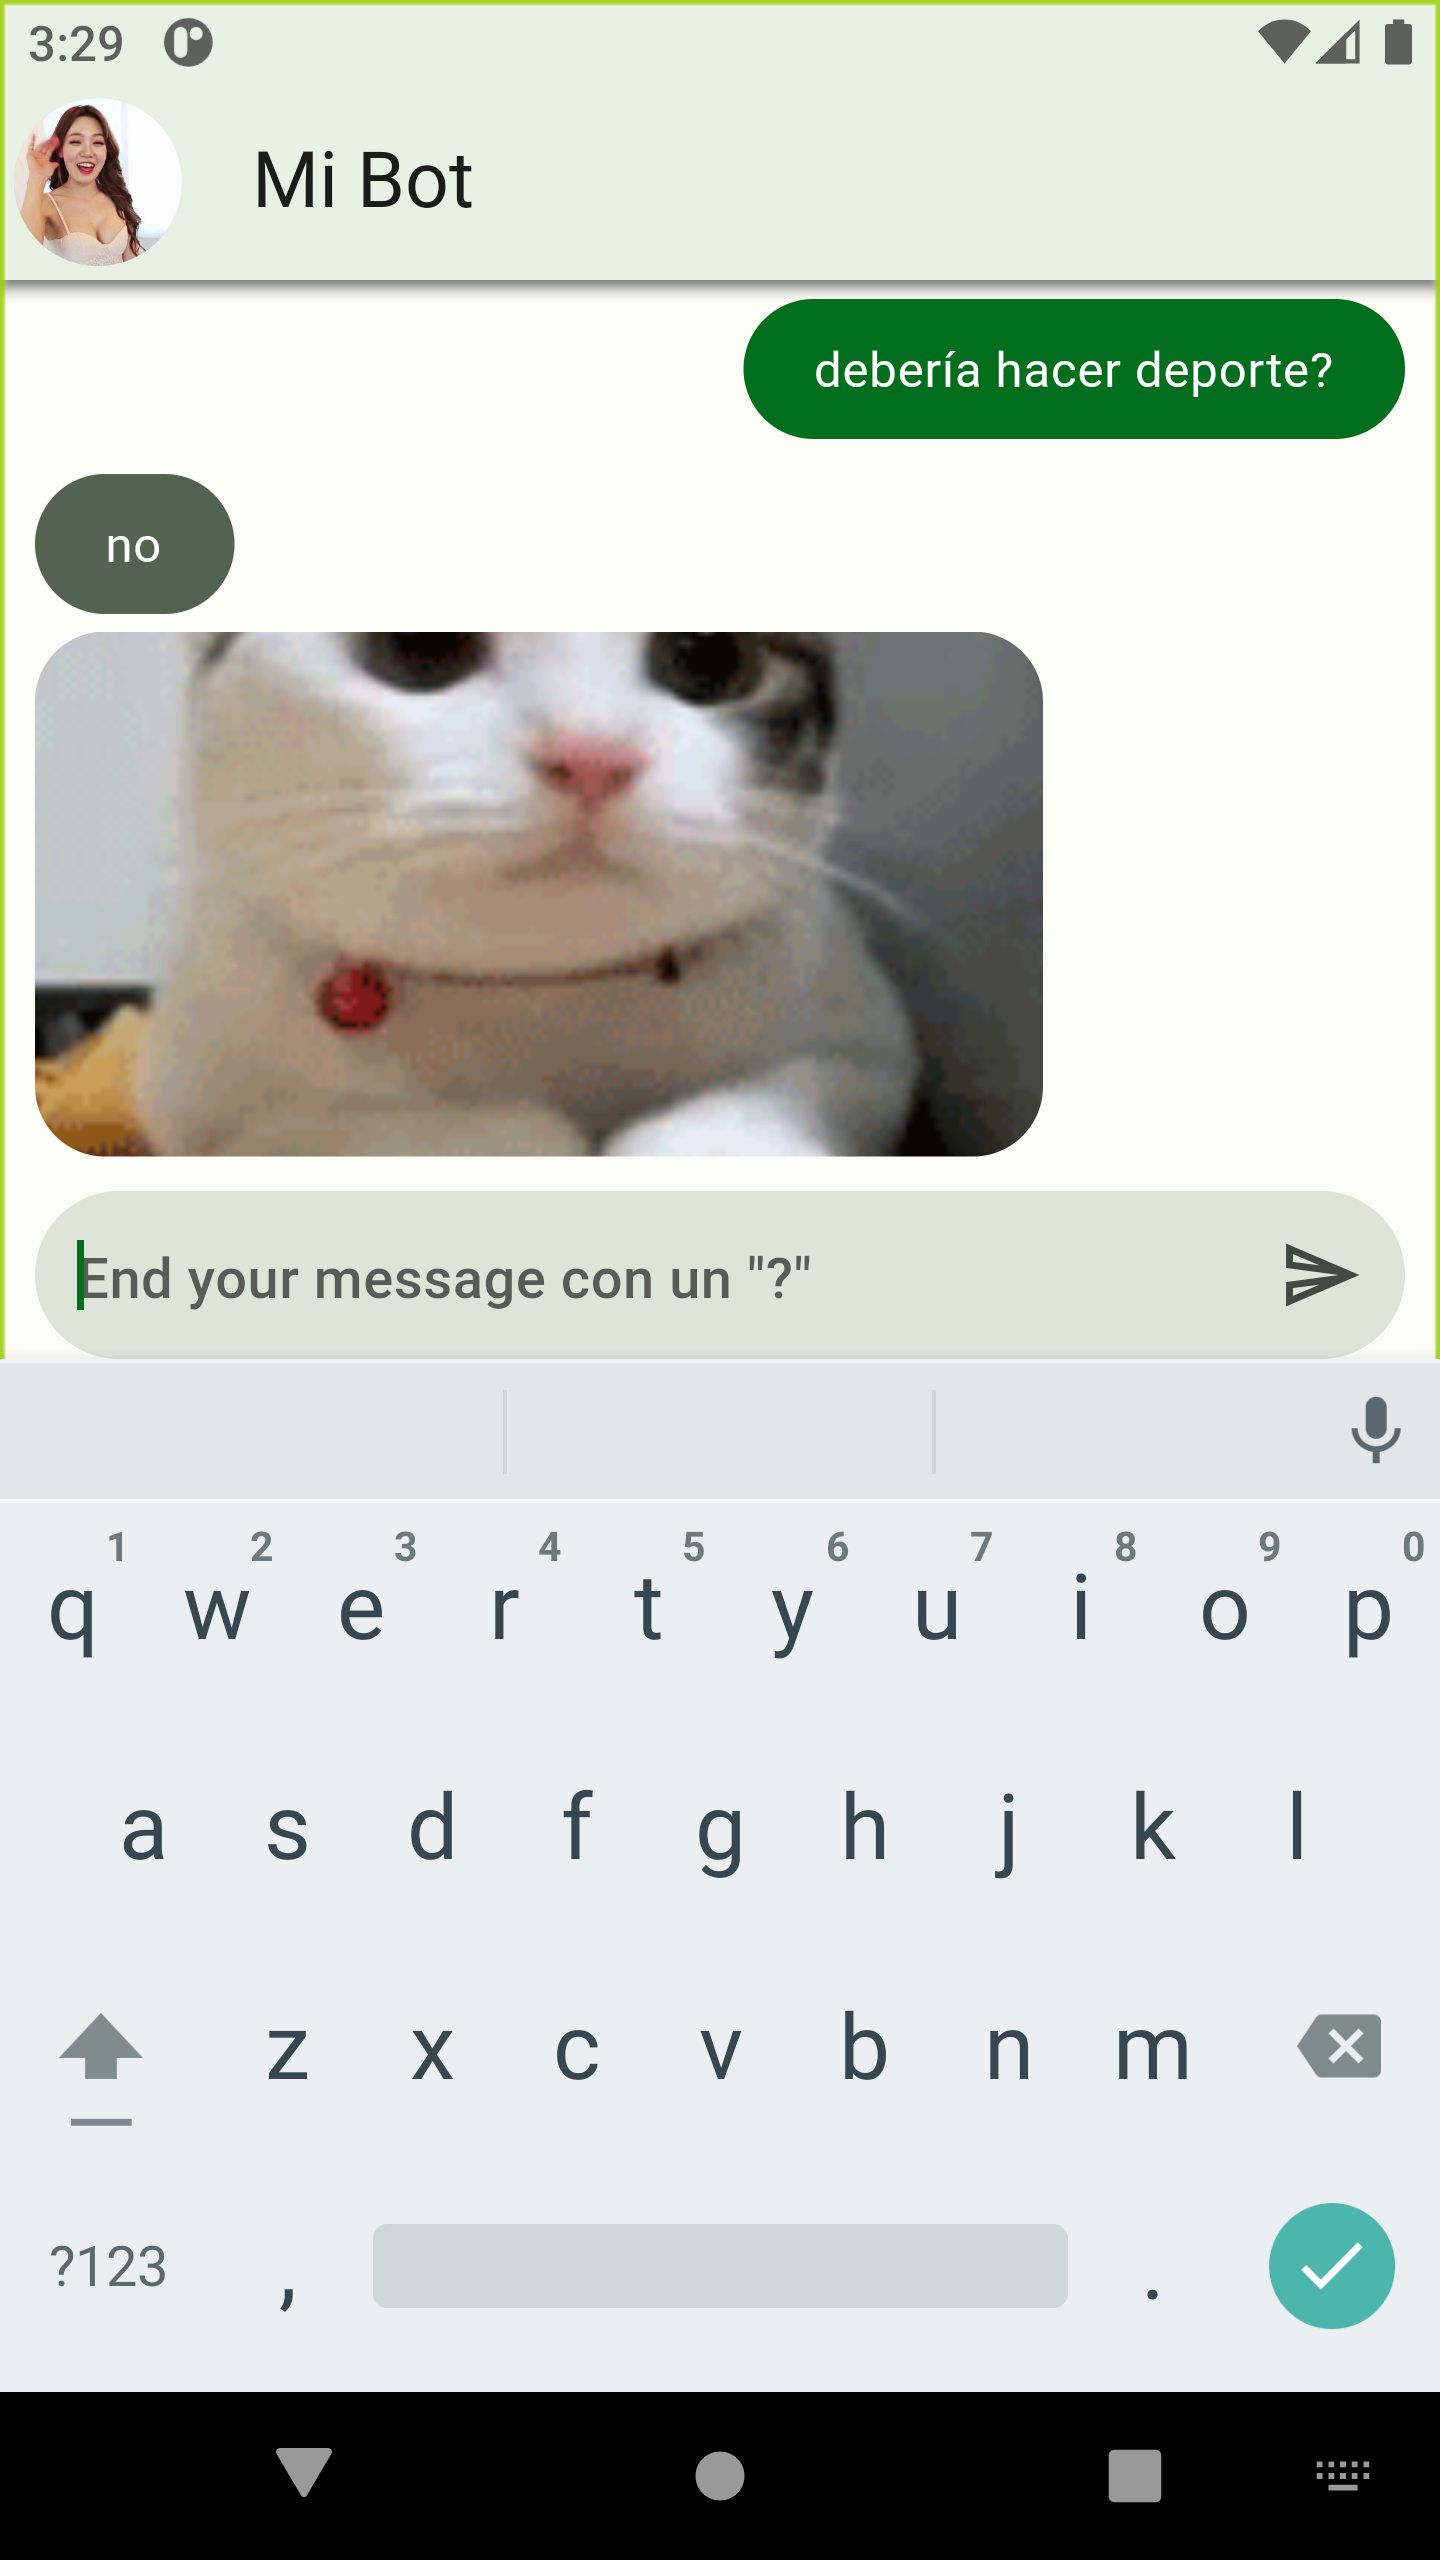 3:29
Mi Bot
debería hacer deporte?
no
End your message con un "?"
1 2 3 4 5 6 7 8 9 0
q w e r t y u i o p
a s d f g h j k l
z x c v b n m
?123 , .